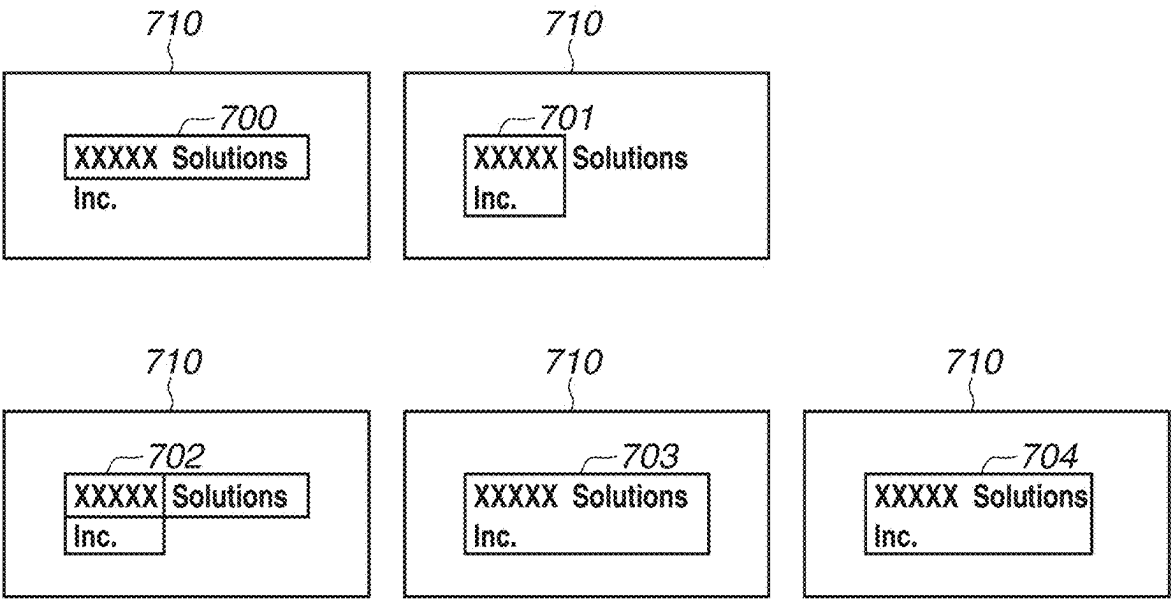 710 710
700 701
XXXXX Solutions XXXXX Solutions
Inc. Inc.
710 710 710
702 703 704
XXXXX Solutions XXXXX Solutions XXXXX Solutions
Inc. Inc. Inc.